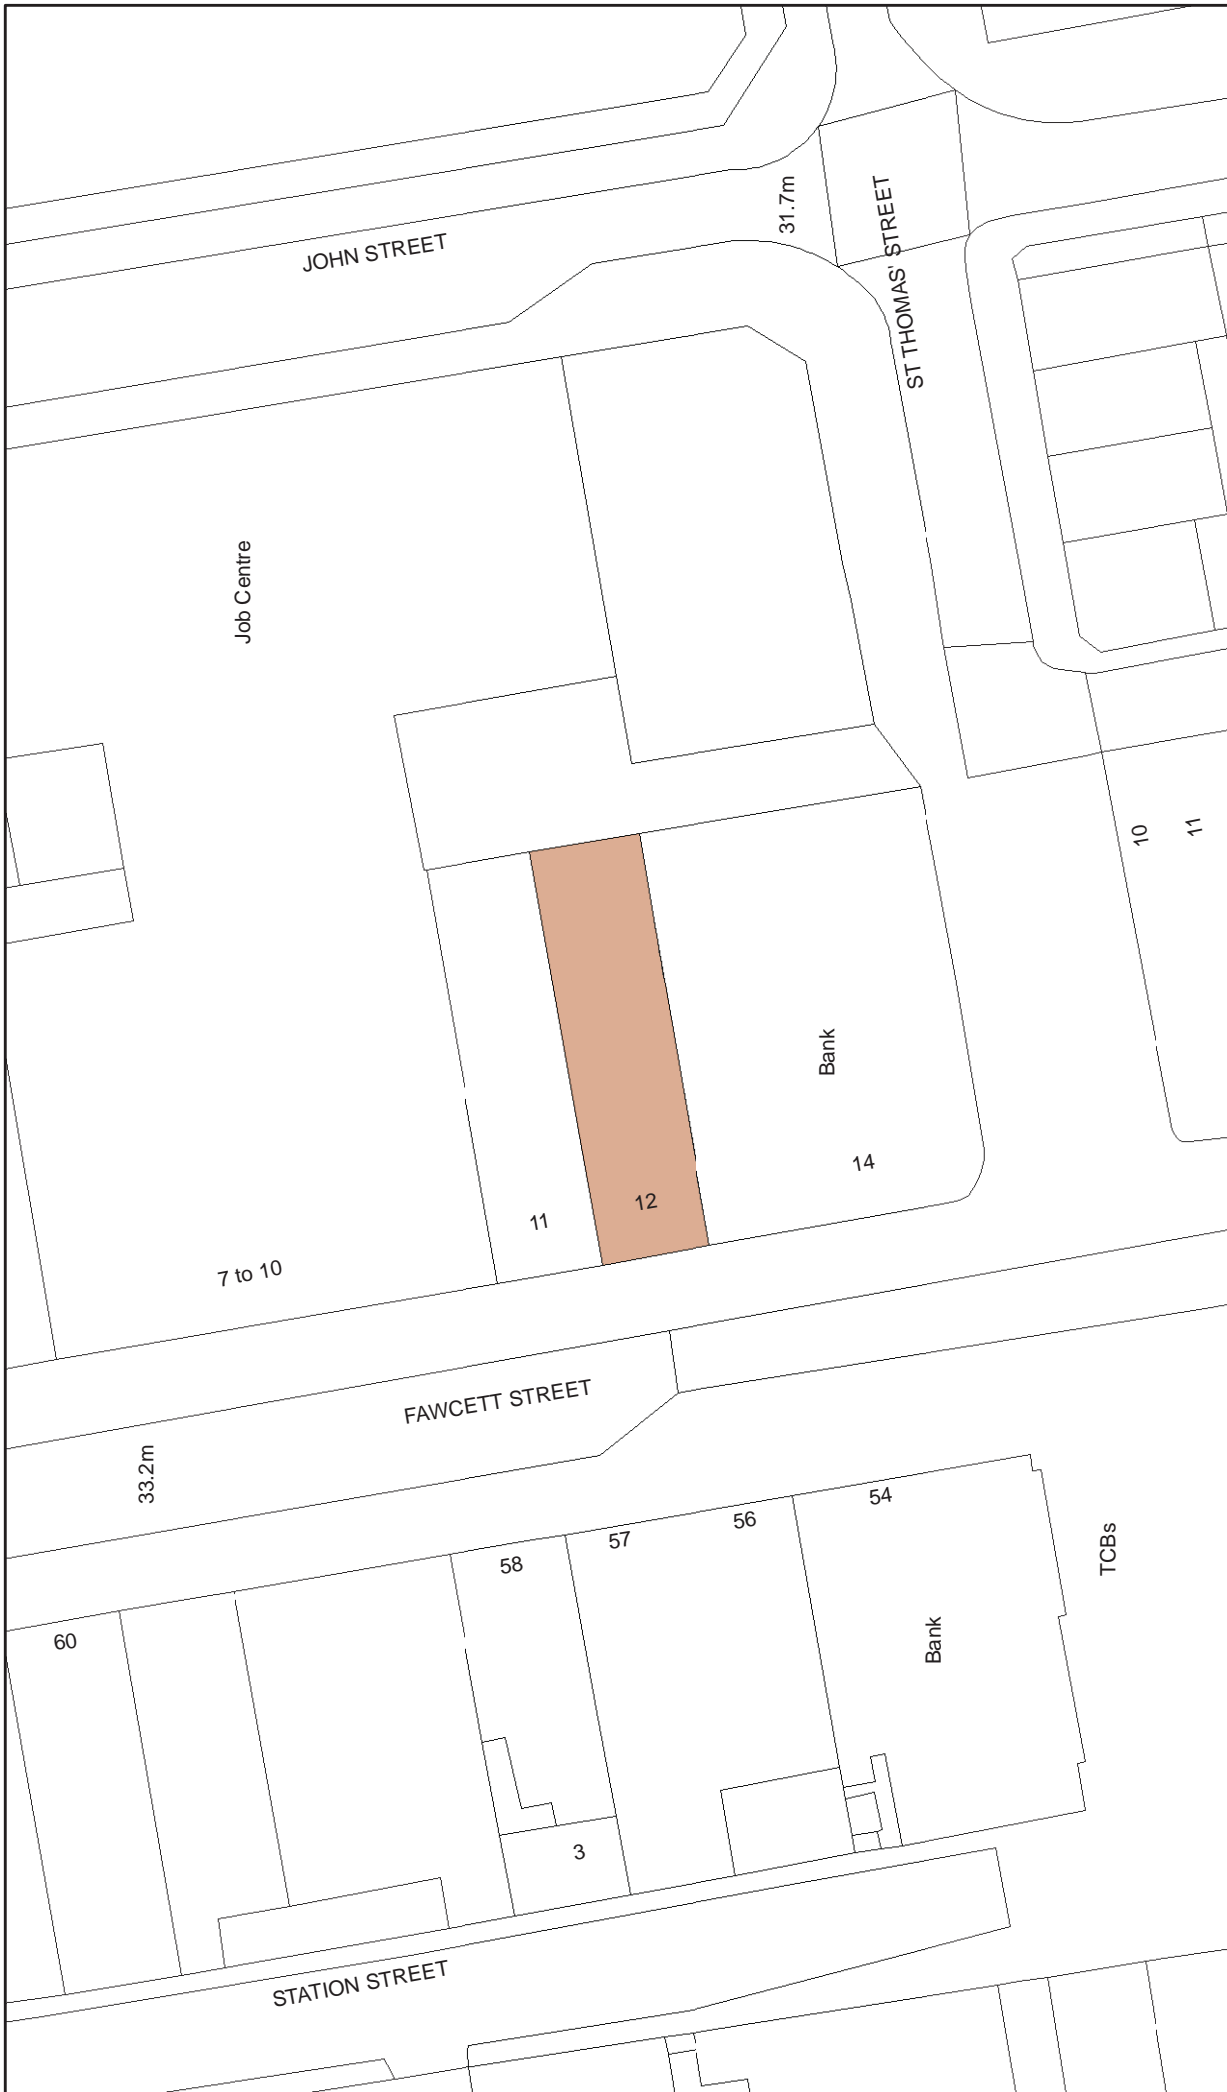 31.7m
ST THOMAS' STREET
JOHN STREET
Job Centre
10
11
Bank
14
12
11
7 to 10
FAWCETT STREET
33.2m
54
56
57
58
60
TCBs
Bank
3
STATION STREET